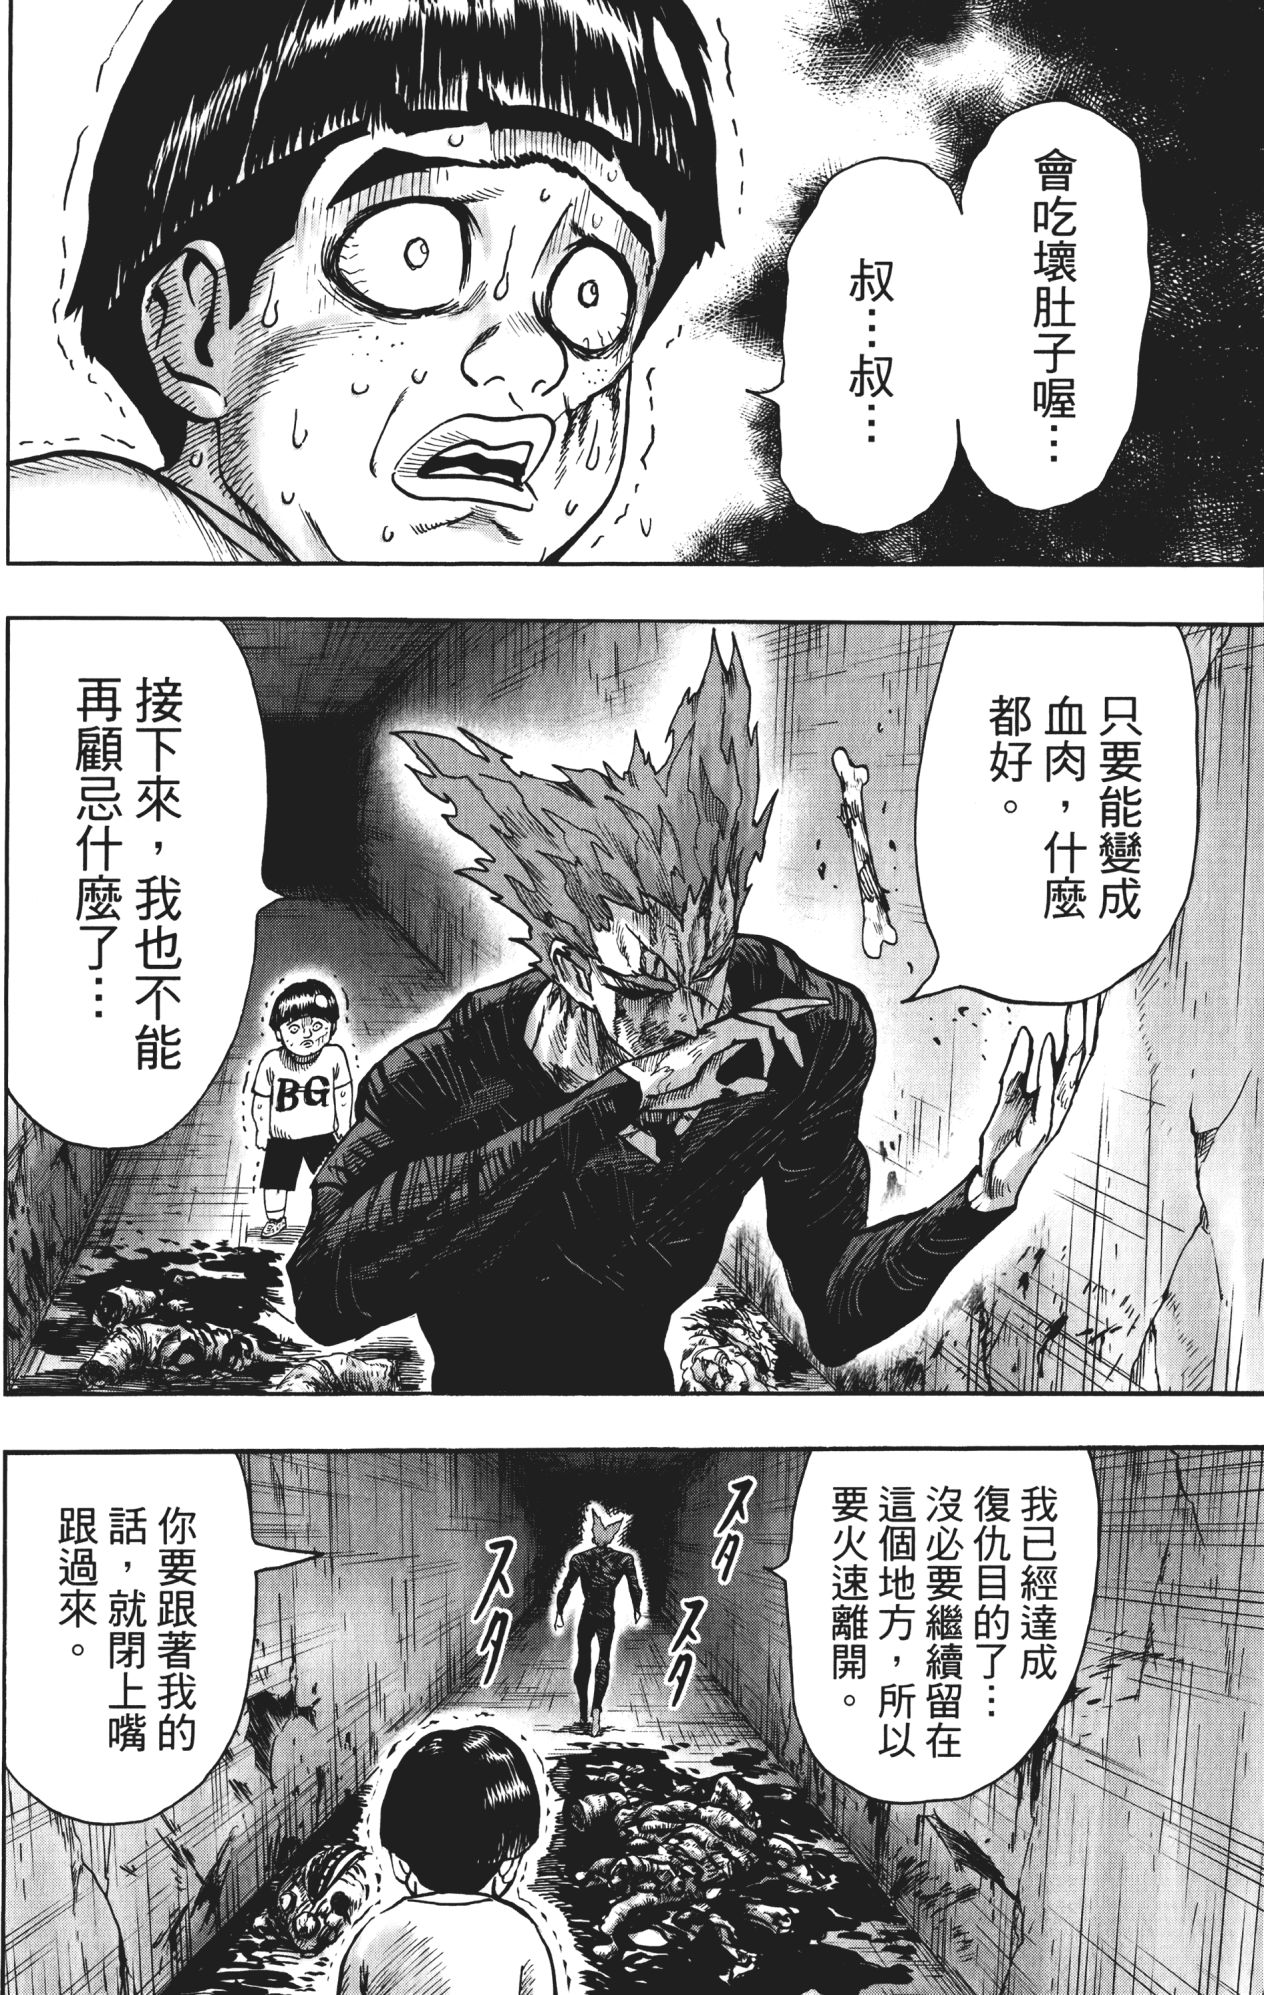 會吃壞肚子喔…
叔…叔…
只要能變成
血肉，什麼
都好。
接下來，我也不能
再顧忌什麼了…
BG
我已經達成
復仇目的了…
沒必要繼續留在
這個地方，所以
要火速離開。
スタ
スタ
スタ
你要跟著我的
話，就閉上嘴
跟過來。